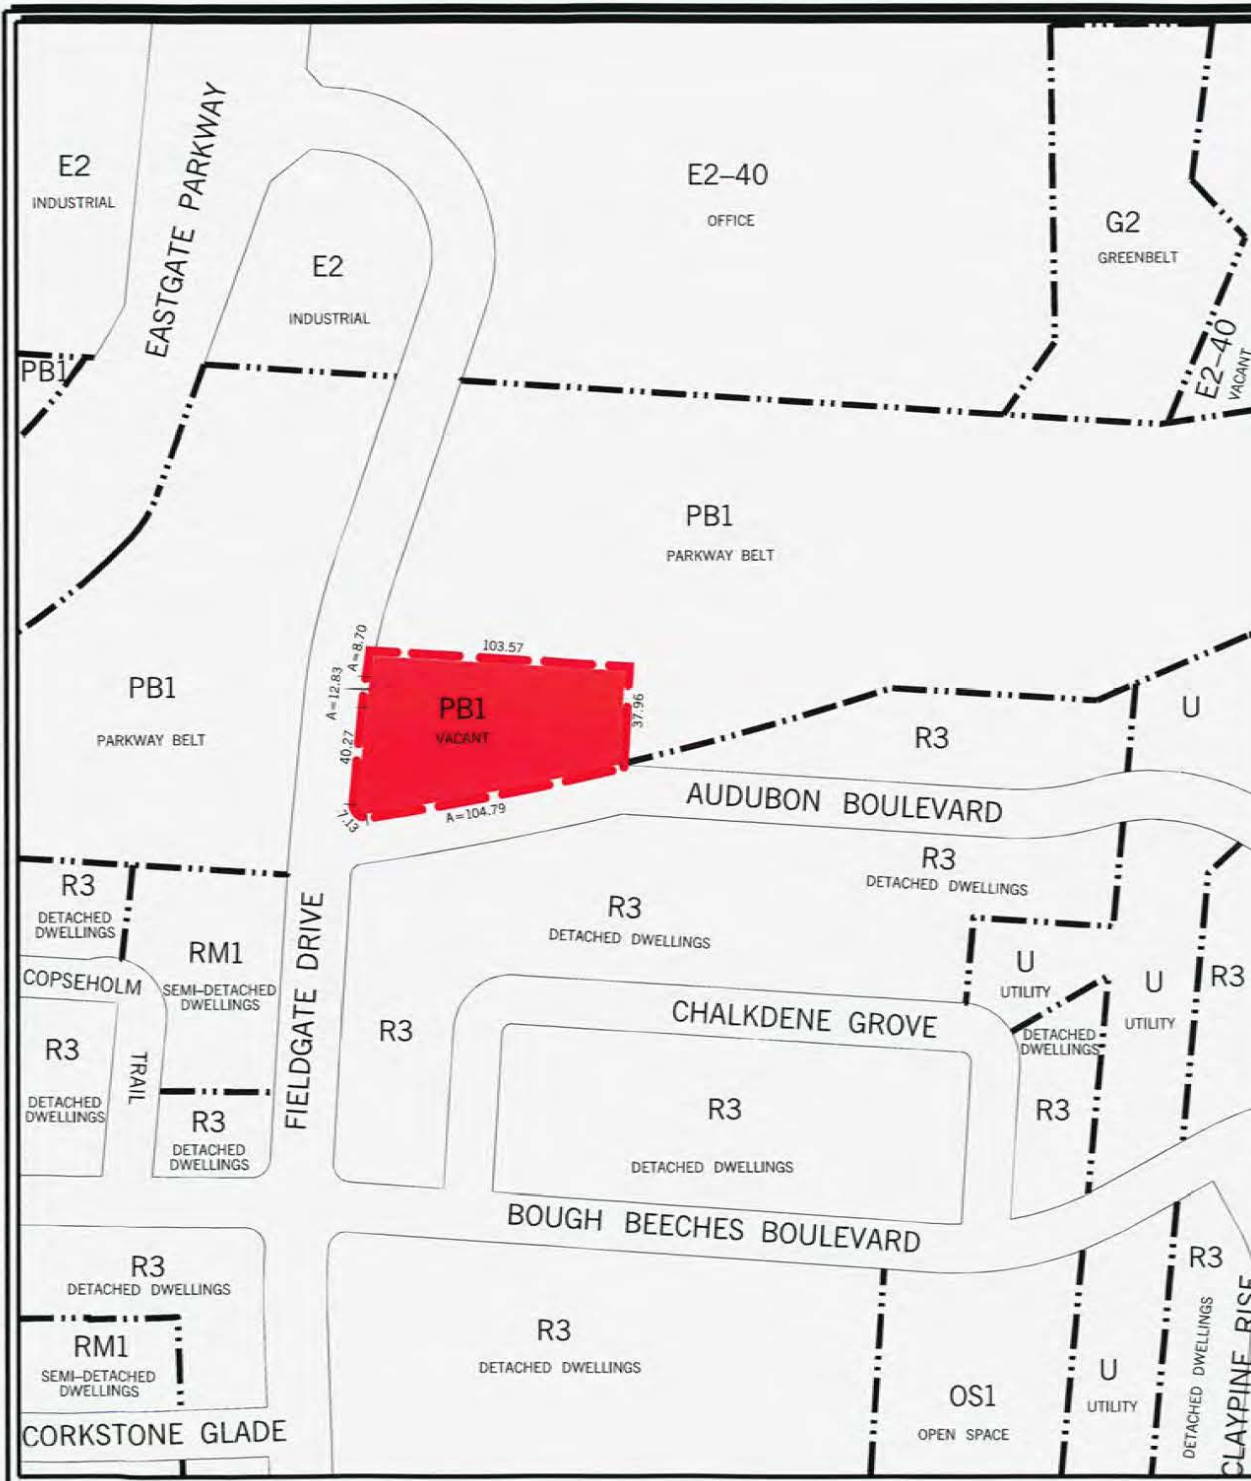 EASTGATE PARKWAY
E2
INDUSTRIAL
E2
INDUSTRIAL
E2–40
OFFICE
G2
GREENBELT
E2–40
VACANT
PB1
PB1
PARKWAY BELT
PB1
PARKWAY BELT
A=8.70
103.57
A=12.83
40.27
7.13
PB1
VACANT
37.96
A=104.79
R3
U
AUDUBON BOULEVARD
R3
DETACHED DWELLINGS
R3
DETACHED
DWELLINGS
RM1
SEMI–DETACHED
DWELLINGS
FIELDGATE DRIVE
R3
DETACHED DWELLINGS
U
UTILITY
U
UTILITY
R3
COPSEHOLM
TRAIL
R3
DETACHED
DWELLINGS
R3
DETACHED
DWELLINGS
R3
CHALKDENE GROVE
DETACHED
DWELLINGS
R3
R3
DETACHED DWELLINGS
BOUGH BEECHES BOULEVARD
R3
DETACHED DWELLINGS
RM1
SEMI–DETACHED
DWELLINGS
CORKSTONE GLADE
R3
DETACHED DWELLINGS
OS1
OPEN SPACE
U
UTILITY
R3
DETACHED DWELLINGS
CLAYPINE RISE